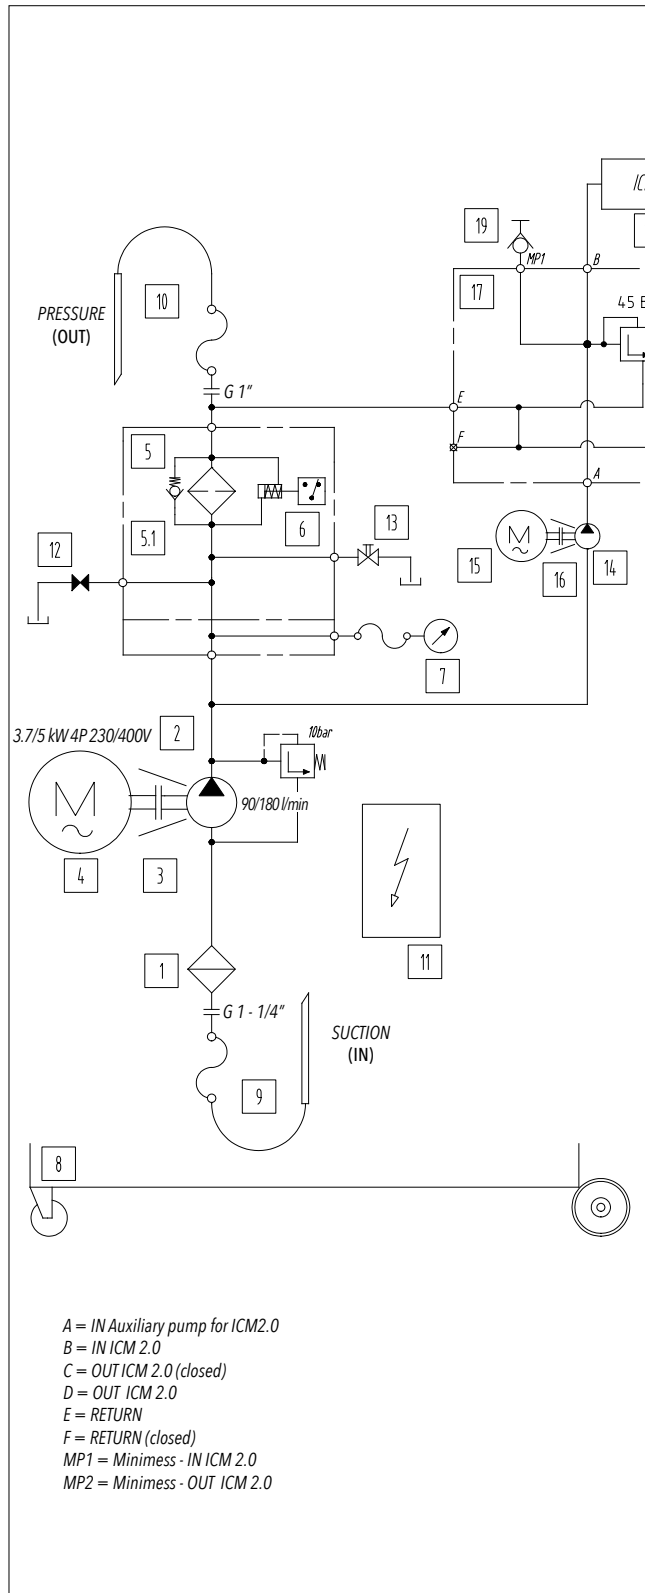 IC
19
MP1
B
10
17
PRESSURE
(OUT)
45 B
G 1"
E
5
F
A
6
5.1
12
13
M
15
16
14
7
3.7/5 kW 4P 230/400V
2
10bar
M
90/180 l/min
4
3
11
1
G 1 - 1/4"
SUCTION
(IN)
9
8
A = IN Auxiliary pump for ICM2.0
B = IN ICM 2.0
C = OUT ICM 2.0 (closed)
D = OUT ICM 2.0
E = RETURN
F = RETURN (closed)
MP1 = Minimess - IN ICM 2.0
MP2 = Minimess - OUT ICM 2.0